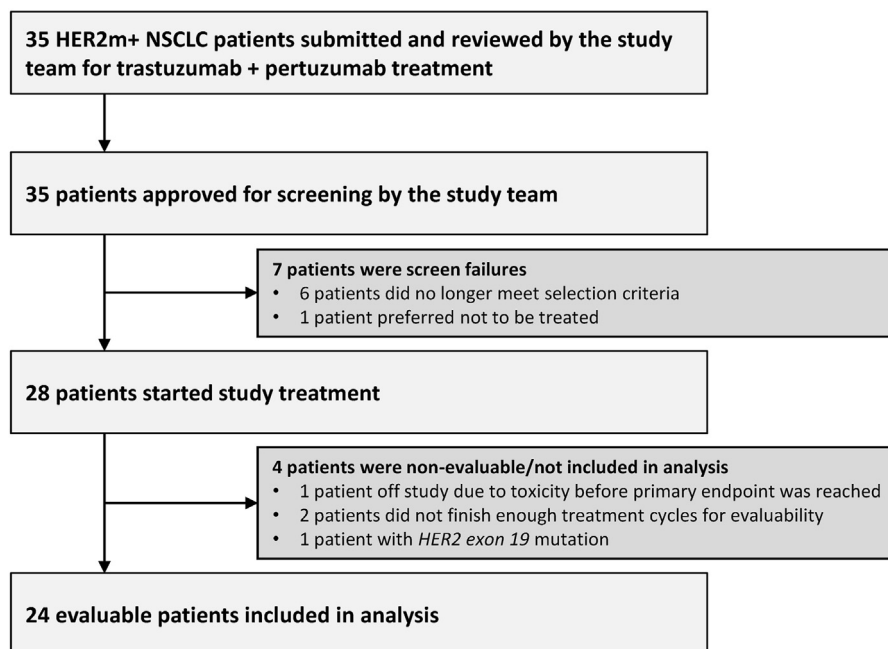 35 HER2m+ NSCLC patients submitted and reviewed by the study
team for trastuzumab + pertuzumab treatment
35 patients approved for screening by the study team
7 patients were screen failures
• 6 patients did no longer meet selection criteria
• 1 patient preferred not to be treated
28 patients started study treatment
4 patients were non-evaluable/not included in analysis
• 1 patient off study due to toxicity before primary endpoint was reached
• 2 patients did not finish enough treatment cycles for evaluability
• 1 patient with HER2 exon 19 mutation
24 evaluable patients included in analysis